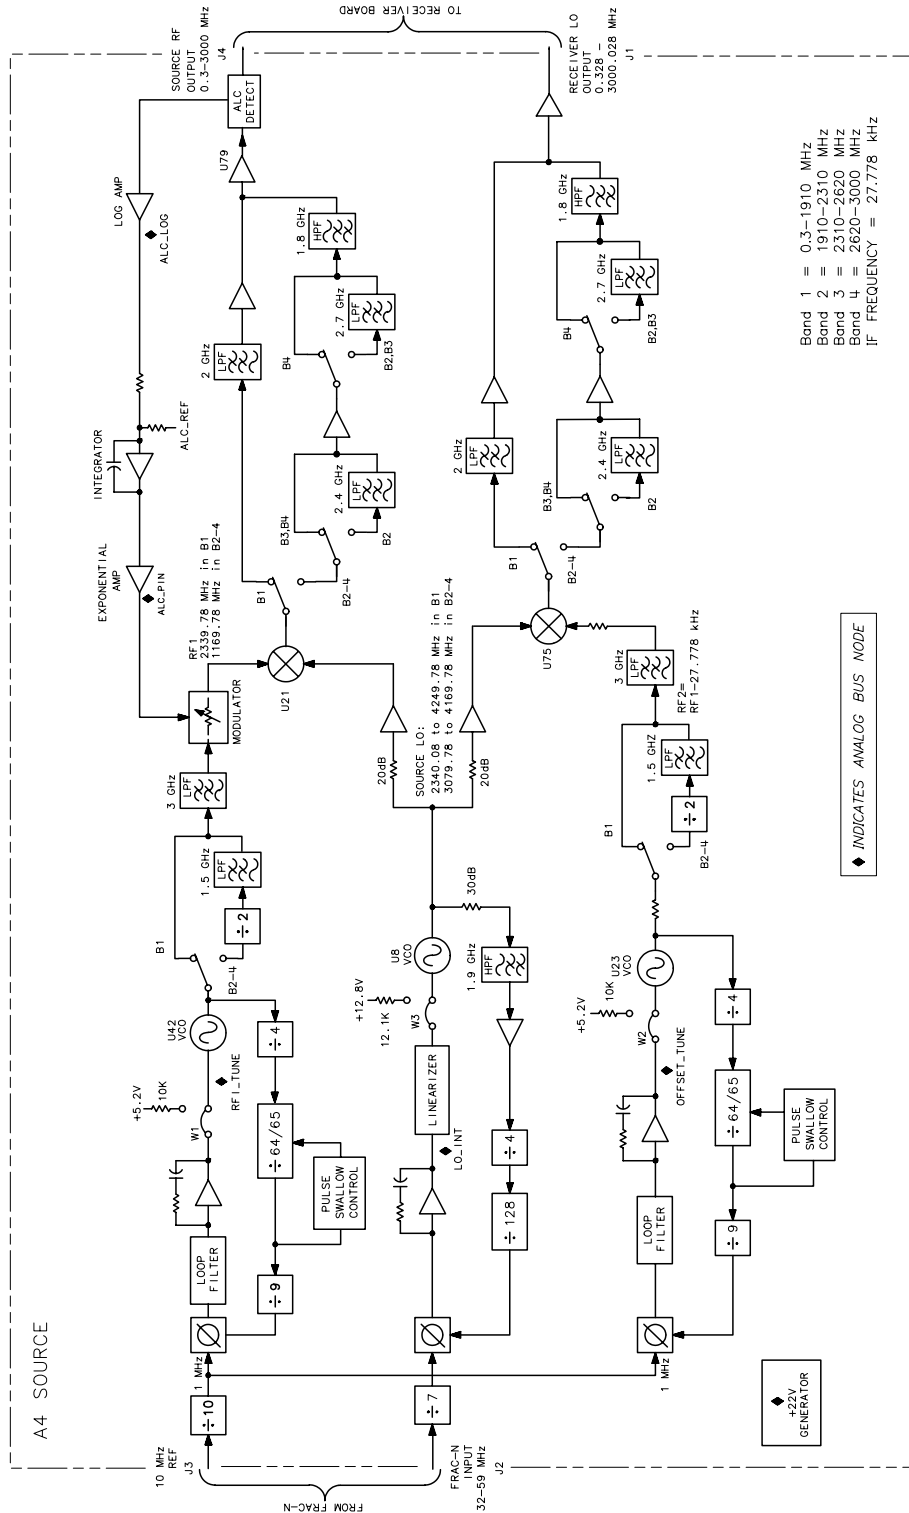 A4 SOURCE
10 MHz
REF
J3
FROM FRAC-N
FRAC-N
INPUT
32-59 MHz
J2
÷10
1 MHz
LOOP
FILTER
÷9
PULSE
SWALLOW
CONTROL
÷64/65
÷4
W1
+5.2V
10K
RF1_TUNE
U42
VCO
B1
B2-4
÷2
1.5 GHz
LPF
3 GHz
LPF
MODULATOR
RF1
2339.78 MHz in B1
1169.78 MHz in B2-4
EXPONENTIAL
AMP
ALC_PIN
INTEGRATOR
ALC_REF
LOG AMP
ALC_LOG
U21
B1
B2-4
B3,B4
B2
2.4 GHz
LPF
2 GHz
LPF
B4
B2,B3
2.7 GHz
LPF
1.8 GHz
HPF
U79
ALC
DETECT
SOURCE RF
OUTPUT
0.3-3000 MHz
J4
TO RECEIVER BOARD
÷7
LO_INT
LINEARIZER
W3
+12.8V
12.1K
U8
VCO
30dB
1.9 GHz
HPF
÷4
÷128
20dB
SOURCE LO:
2340.08 to 4249.78 MHz in B1
3079.78 to 4169.78 MHz in B2-4
20dB
U75
B1
B2-4
B3,B4
B2
2.4 GHz
LPF
2 GHz
LPF
B4
B2,B3
2.7 GHz
LPF
1.8 GHz
HPF
RECEIVER LO
OUTPUT
0.328 -
3000.028 MHz
J1
1 MHz
LOOP
FILTER
÷9
PULSE
SWALLOW
CONTROL
÷64/65
÷4
OFFSET_TUNE
W2
+5.2V
10K
U23
VCO
B1
B2-4
÷2
1.5 GHZ
LPF
3 GHz
LPF
RF2=
RF1-27.778 kHz
+22V
GENERATOR
INDICATES ANALOG BUS NODE
Band 1 = 0.3-1910 MHz
Band 2 = 1910-2310 MHz
Band 3 = 2310-2620 MHz
Band 4 = 2620-3000 MHz
IF FREQUENCY = 27.778 kHz